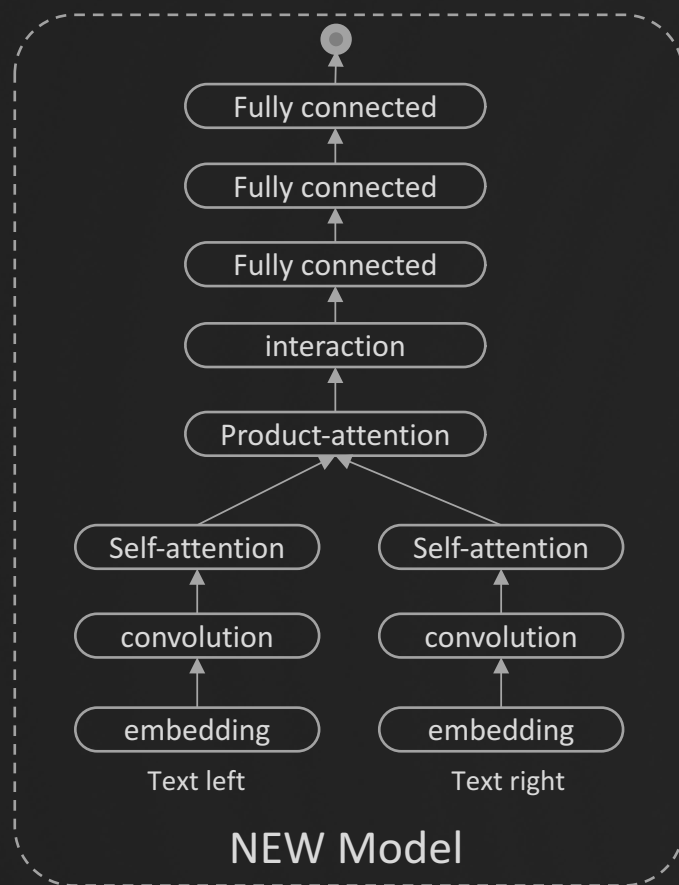 Fully connected
Fully connected
Fully connected
interaction
Product-attention
Self-attention Self-attention
convolution convolution
embedding embedding
Text left Text right
NEW Model